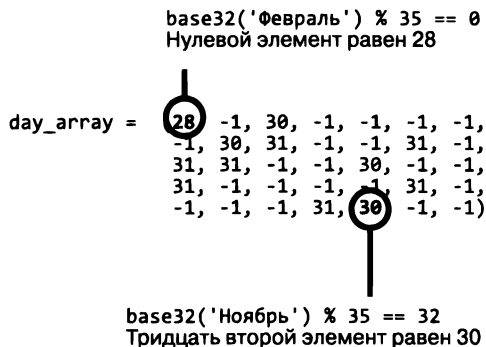 base32('Февраль') % 35 == 0
Нулевой элемент равен 28
day_array = (28, -1, 30, -1, -1, -1, -1,
-1, 30, 31, -1, -1, 31, -1,
31, 31, -1, -1, 30, -1, -1,
31, -1, -1, -1, -1, 31, -1,
-1, -1, -1, 31, 30, -1, -1)
base32('Ноябрь') % 35 == 32
Тридцать второй элемент равен 30